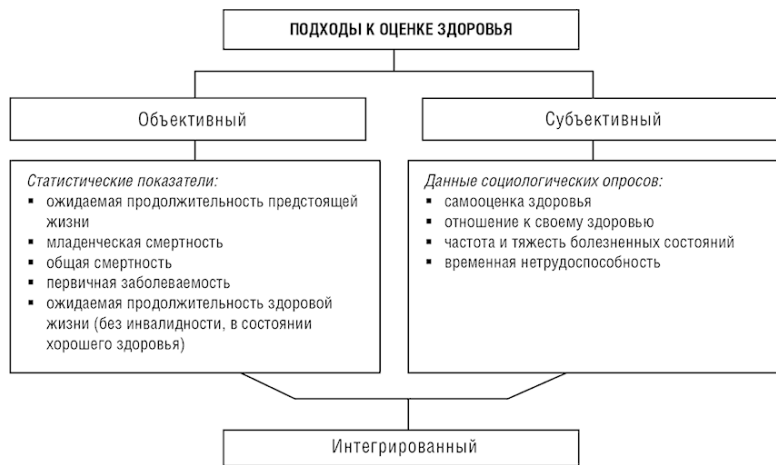 ПОДХОДЫ К ОЦЕНКЕ ЗДОРОВЬЯ
Объективный
Субъективный
Статистические показатели:
▪ ожидаемая продолжительность предстоящей
жизни
▪ младенческая смертность
▪ общая смертность
▪ первичная заболеваемость
▪ ожидаемая продолжительность здоровой
жизни (без инвалидности, в состоянии
хорошего здоровья)
Данные социологических опросов:
▪ самооценка здоровья
▪ отношение к своему здоровью
▪ частота и тяжесть болезненных состояний
▪ временная нетрудоспособность
Интегрированный